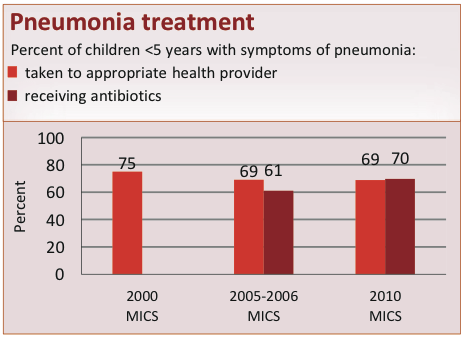 Pneumonia treatment
Percent of children <5 years with symptoms of pneumonia:
taken to appropriate health provider
receiving antibiotics
100
80
60
40
20
0
Percent
75
69 61
69 70
2000
MICS
2005-2006
MICS
2010
MICS